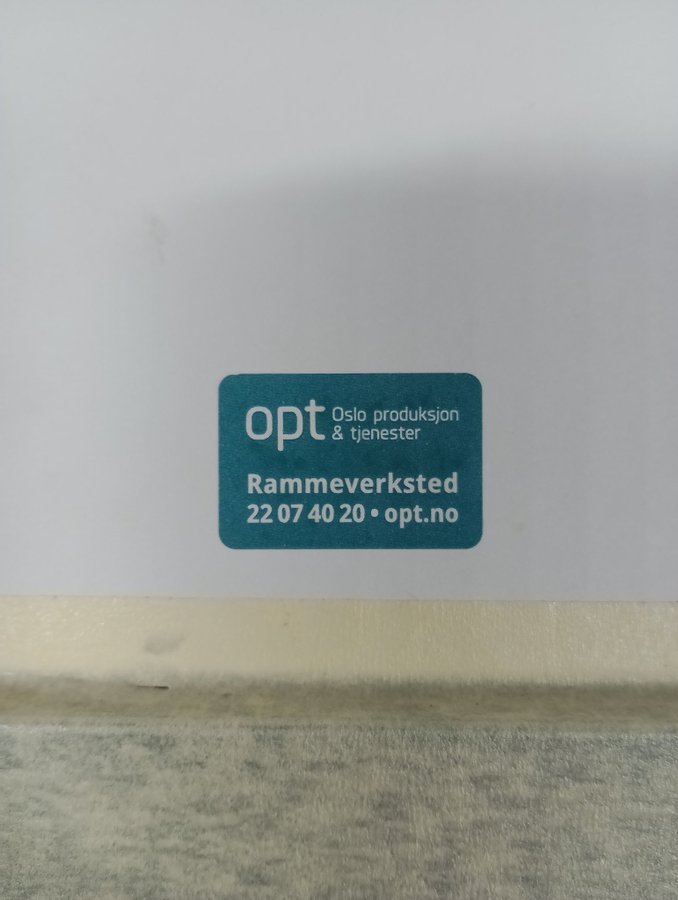 opt Oslo produksjon
& tjenester
Rammeverksted
22 07 40 20 • opt.no